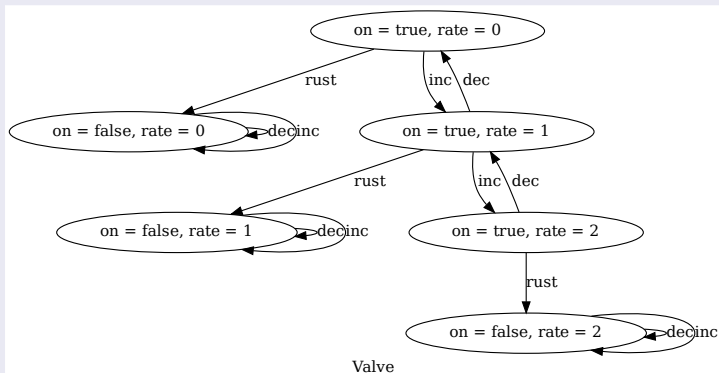 on = true, rate = 0
rust
inc
dec
on = false, rate = 0
dec
inc
on = true, rate = 1
rust
inc
dec
on = false, rate = 1
dec
inc
on = true, rate = 2
rust
on = false, rate = 2
dec
inc
Valve